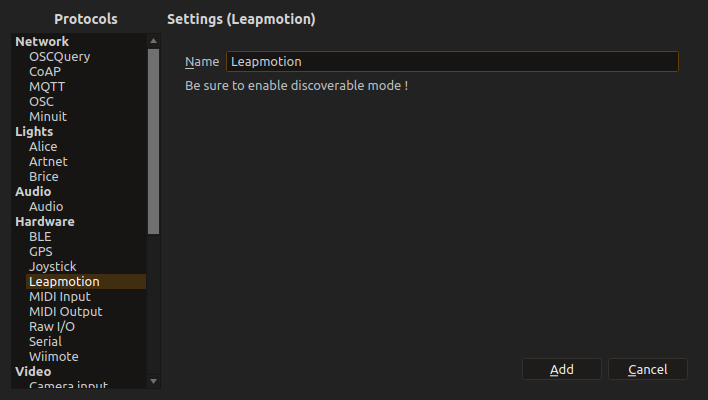 Protocols
Network
OSCQuery
CoAP
MQTT
OSC
Minuit
Lights
Alice
Artnet
Brice
Audio
Audio
Hardware
BLE
GPS
Joystick
Leapmotion
MIDI Input
MIDI Output
Raw I/O
Serial
Wiimote
Video
Camera input
Settings (Leapmotion)
Name Leapmotion
Be sure to enable discoverable mode !
Add Cancel